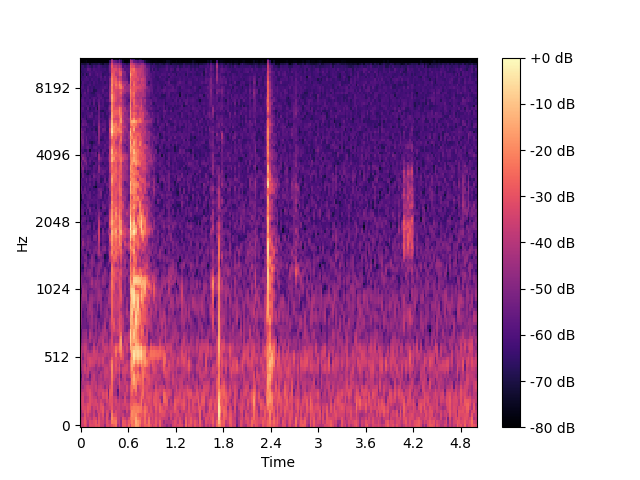 +0 dB
8192
-10 dB
4096
-20 dB
-30 dB
2048
Hz
-40 dB
1024
-50 dB
512
-60 dB
-70 dB
0
-80 dB
0 0.6 1.2 1.8 2.4 3 3.6 4.2 4.8
Time